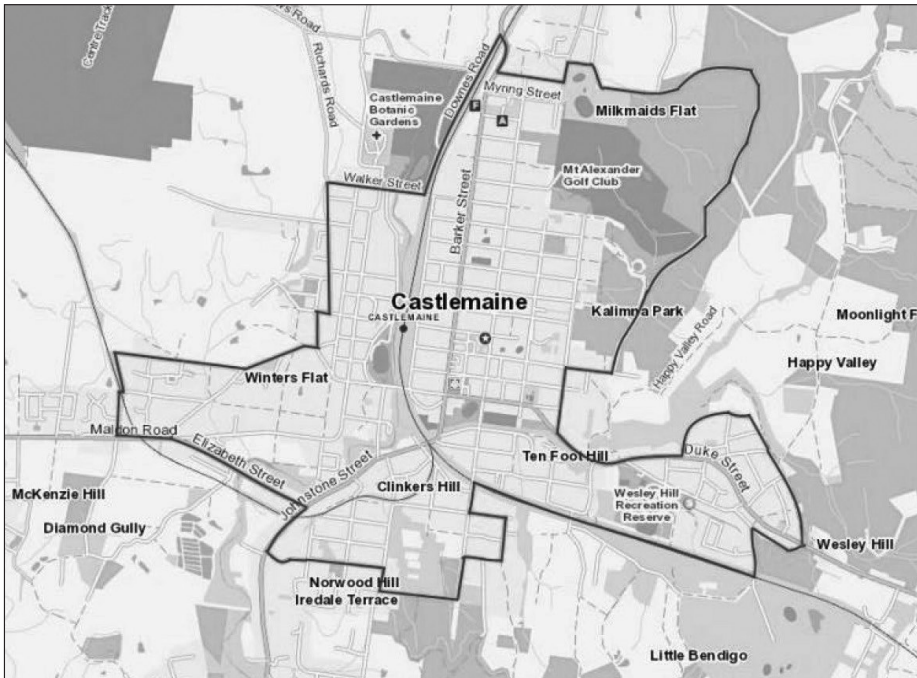 Centre Track
Richards Road
Downes Road
Myring Street
F
A
Castlemaine
Botanic
Gardens
Milkmaids Flat
Mt Alexander
Golf Club
Walker Street
Barker Street
Castlemaine
CASTLEMAINE
Kalimna Park
Moonlight F
Happy Valley Road
Happy Valley
Winters Flat
Maldon Road
Elizabeth Street
Johnstone Street
Ten Foot Hill
Duke Street
McKenzie Hill
Clinkers Hill
Wesley Hill
Recreation
Reserve
Diamond Gully
Wesley Hill
Norwood Hill
Iredale Terrace
Little Bendigo